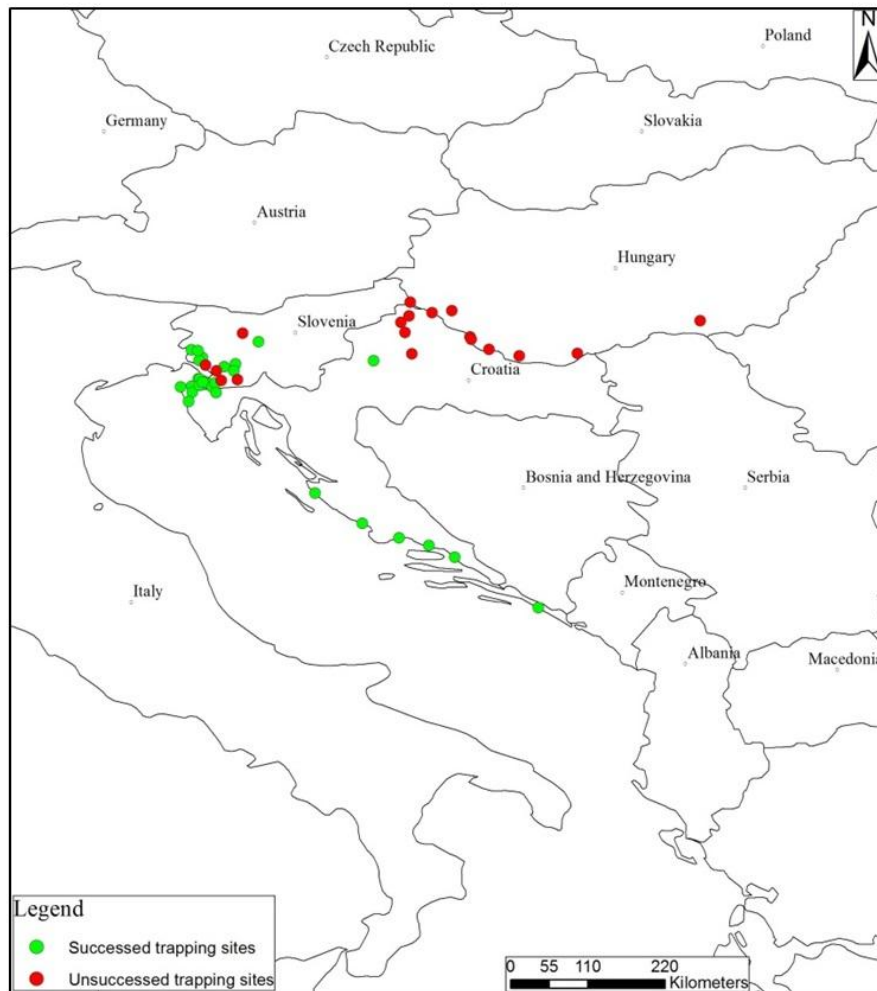 N
Poland
Czech Republic
Germany
Slovakia
Austria
Hungary
Slovenia
Croatia
Bosnia and Herzegovina
Serbia
Italy
Montenegro
Albania
Macedonia
Legend
Successed trapping sites
Unsuccessed trapping sites
0 55 110 220
Kilometers